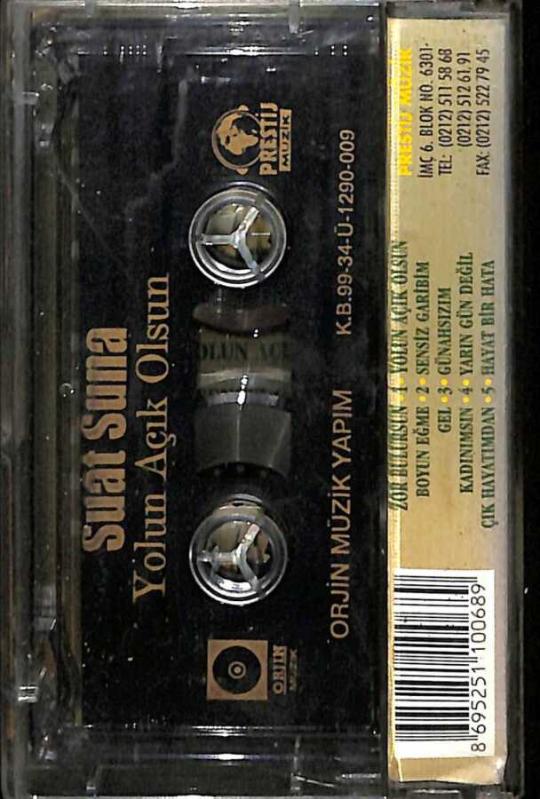 Suat Suna
Yolun Açık Olsun
PRESTİJ
MÜZİK
OLUN AÇI
ORJİN
MÜZİK
ORJİN MÜZİK YAPIM K.B.99-34-Ü-1290-009
ZOR BULURSUN • 1 • YOLUN AÇIK OLSUN
BOYUN EĞME • 2 • SENSİZ GARİBİM
GEL • 3 • GÜNAHSIZIM
KADINIMSIN • 4 • YARIN GÜN DEĞİL
ÇIK HAYATIMDAN • 5 • HAYAT BİR HATA
PRESTİJ MÜZİK
İMÇ 6. BLOK NO. 6301-
TEL: (0212) 511 58 68
(0212) 512 61 91
FAX: (0212) 522 79 45
8 695251 100689